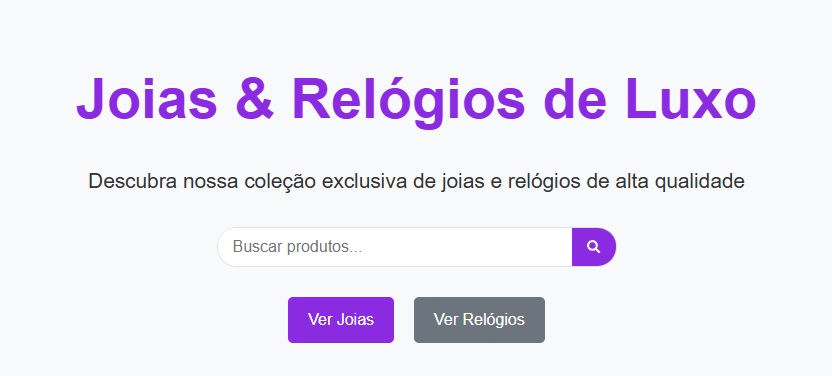 Joias & Relógios de Luxo
Descubra nossa coleção exclusiva de joias e relógios de alta qualidade
Buscar produtos...
Ver Joias
Ver Relógios